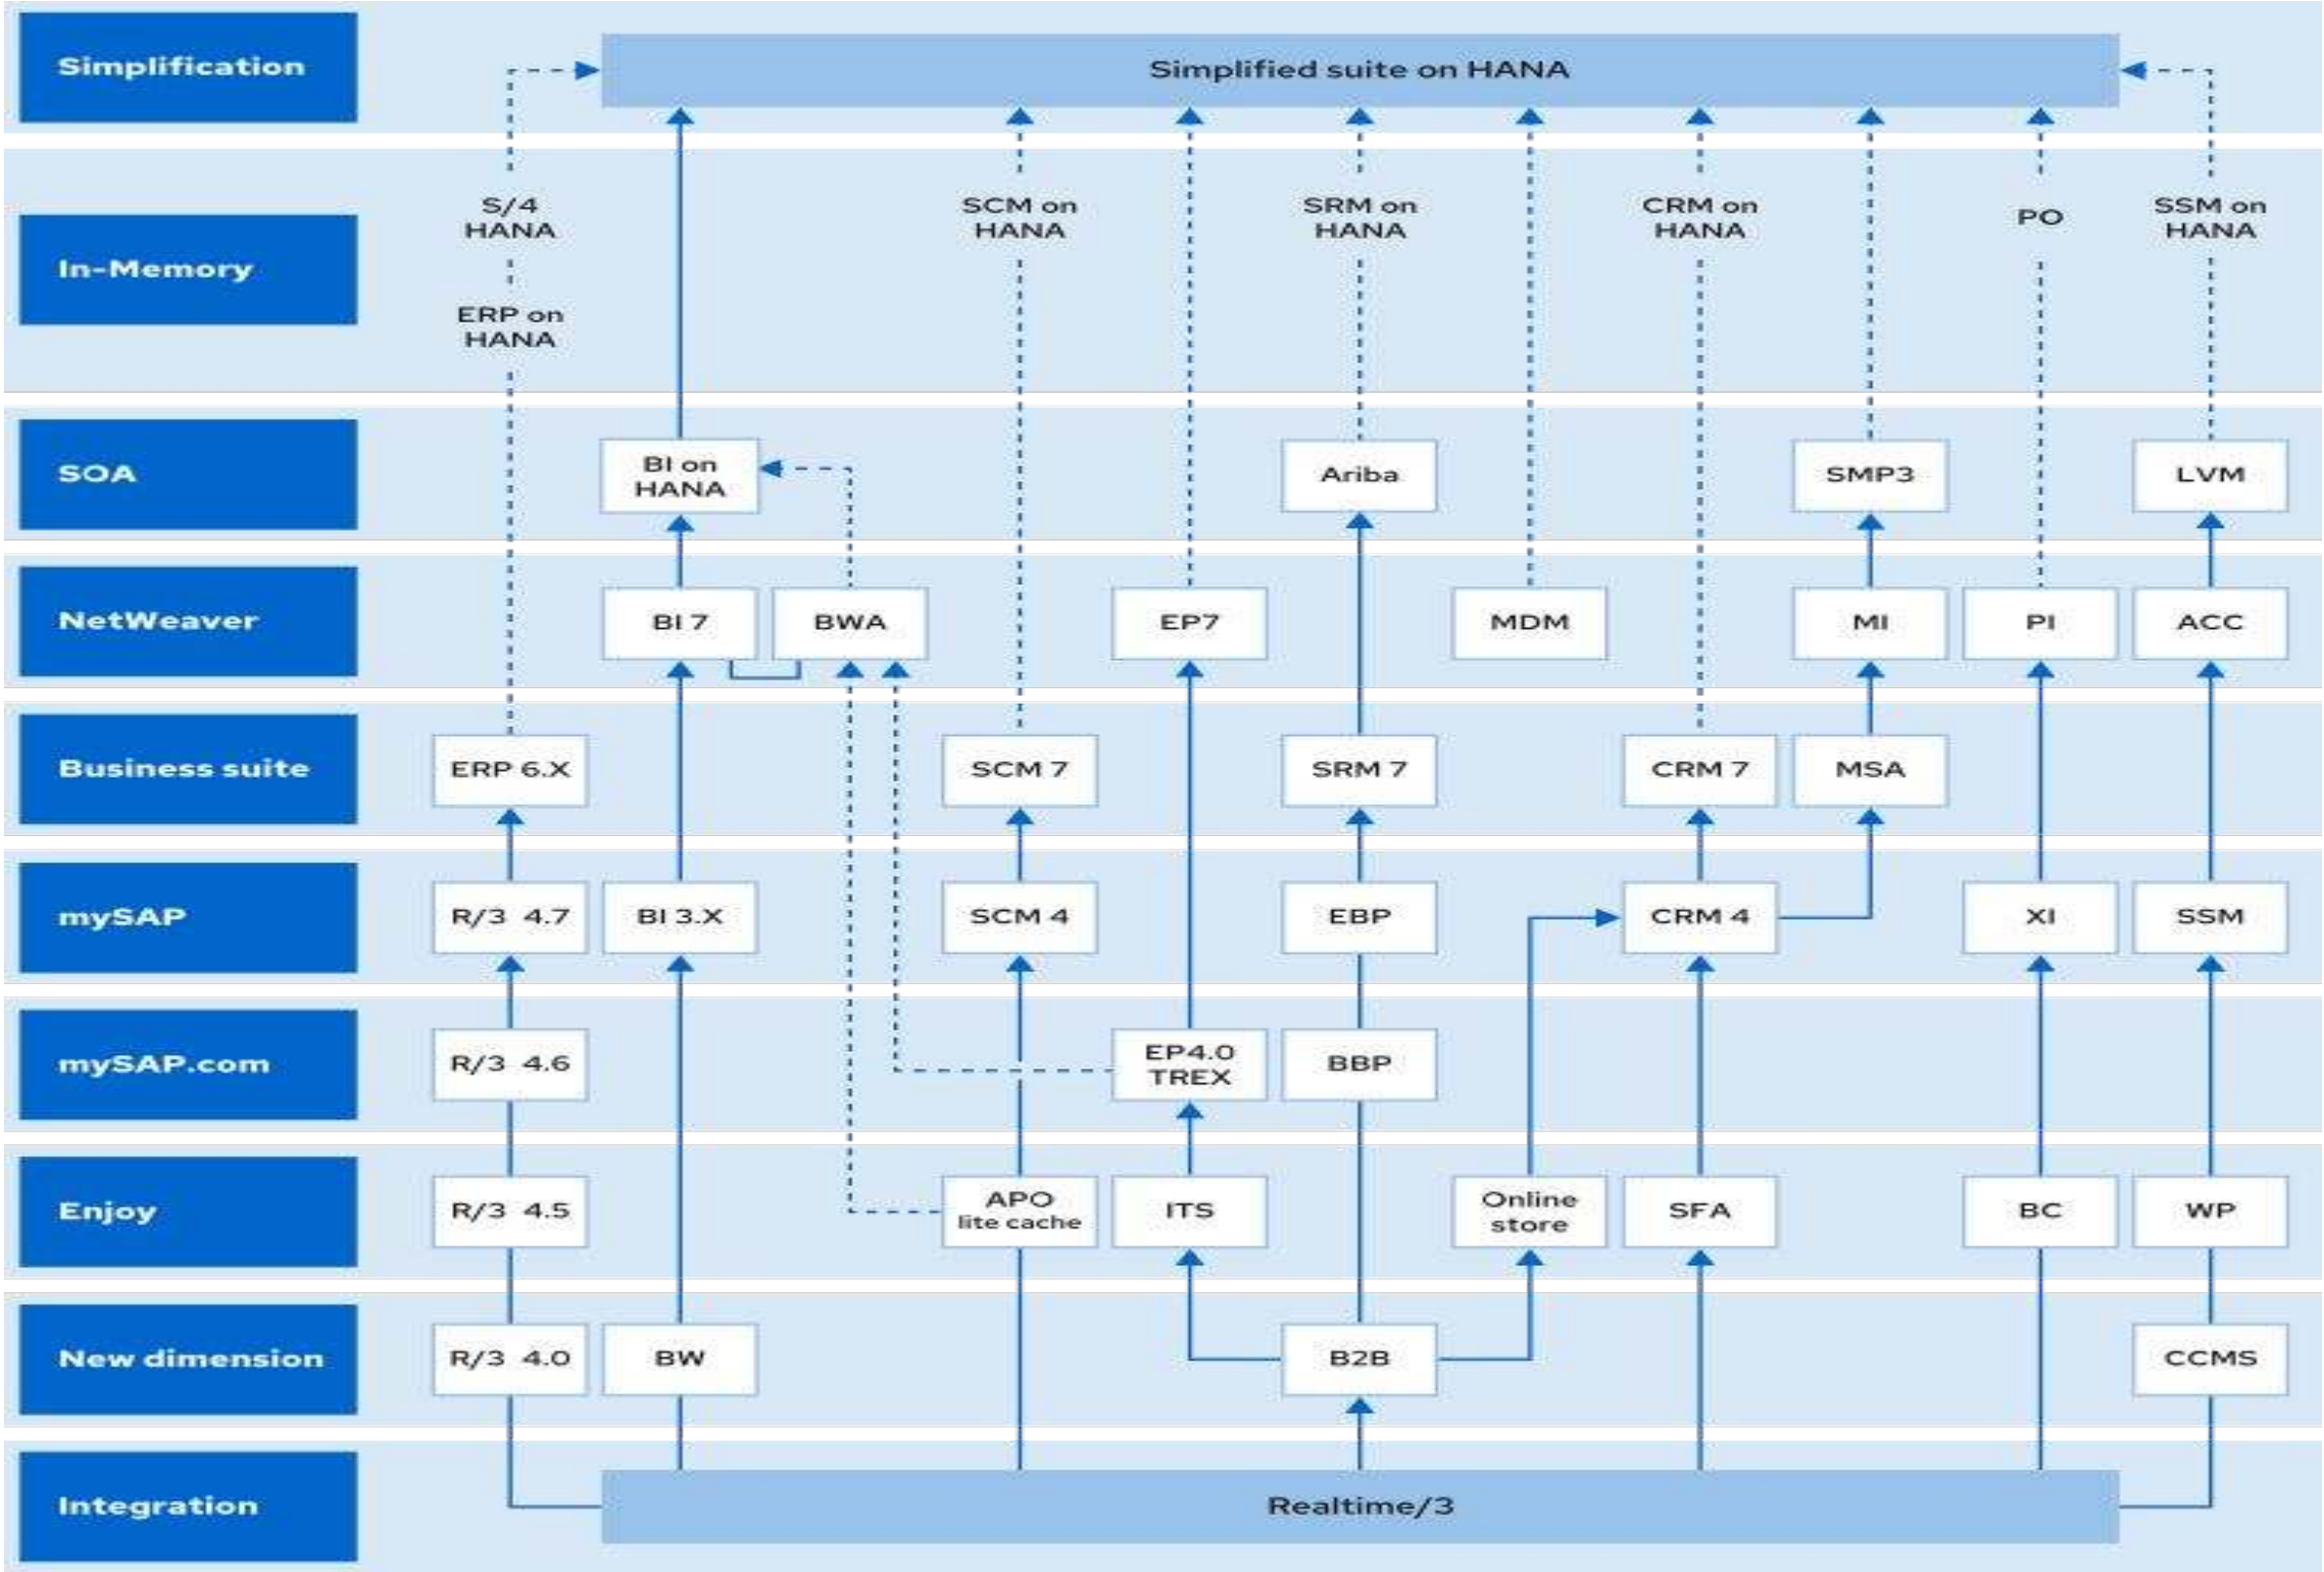 Simplification
Simplified suite on HANA
In-Memory
S/4
HANA
ERP on
HANA
SCM on
HANA
SRM on
HANA
CRM on
HANA
PO
SSM on
HANA
SOA
BI on
HANA
Ariba
SMP3
LVM
NetWeaver
BI 7
BWA
EP7
MDM
MI
PI
ACC
Business suite
ERP 6.X
SCM 7
SRM 7
CRM 7
MSA
mySAP
R/3 4.7
BI 3.X
SCM 4
EBP
CRM 4
XI
SSM
mySAP.com
R/3 4.6
EP4.0
TREX
BBP
Enjoy
R/3 4.5
APO
lite cache
ITS
Online
store
SFA
BC
WP
New dimension
R/3 4.0
BW
B2B
CCMS
Integration
Realtime/3